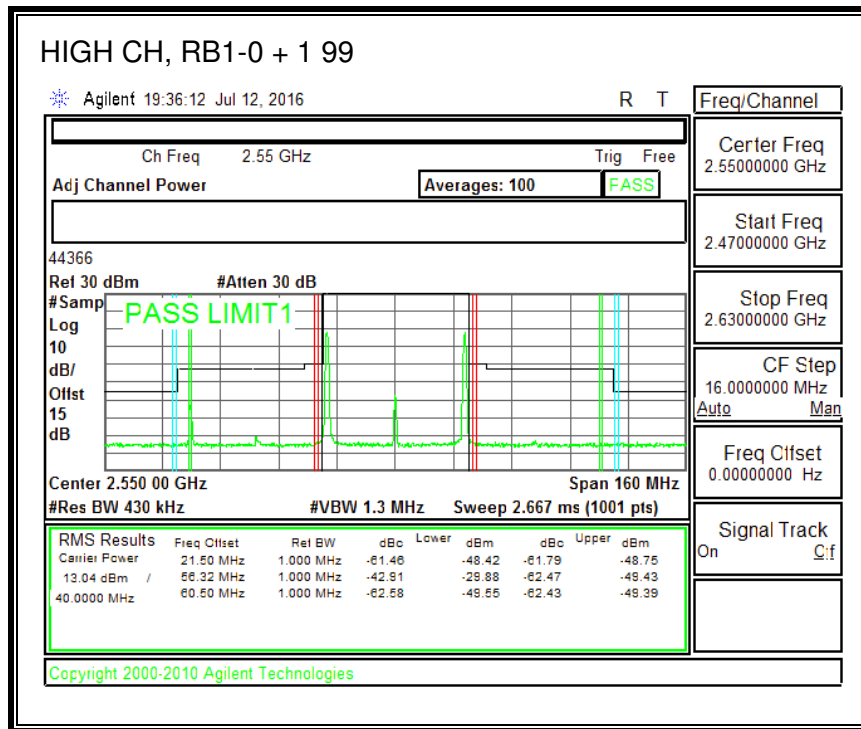 HIGH CH, RB1-0 + 1 99
Agilent 19:36:12 Jul 12, 2016 R T
Ch Freq 2.55 GHz Trig Free
Adj Channel Power Averages: 100 PASS
44366
Ref 30 dBm #Atten 30 dB
#Samp
Log
10
dB/
Offst
15
dB
PASS LIMIT1
Center 2.550 00 GHz Span 160 MHz
#Res BW 430 kHz #VBW 1.3 MHz Sweep 2.667 ms (1001 pts)
RMS Results Freq Offset Ref BW dBc Lower dBm dBc Upper dBm
Carrier Power 21.50 MHz 1.000 MHz -61.46 -48.42 -61.79 -48.75
13.04 dBm / 56.32 MHz 1.000 MHz -42.91 -29.88 -62.47 -49.43
40.0000 MHz 60.50 MHz 1.000 MHz -62.58 -49.55 -62.43 -49.39
Copyright 2000-2010 Agilent Technologies
Freq/Channel
Center Freq
2.55000000 GHz
Start Freq
2.47000000 GHz
Stop Freq
2.63000000 GHz
CF Step
16.0000000 MHz
Auto Man
Freq Offset
0.00000000 Hz
Signal Track
On Off